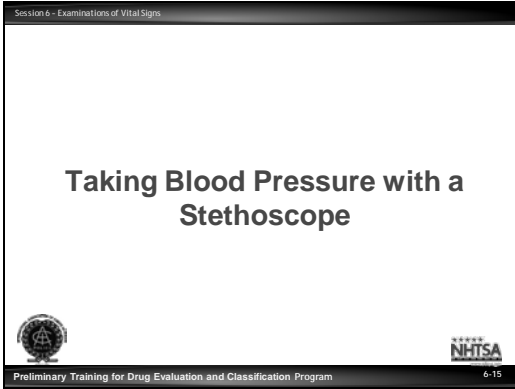 Session 6 - Examinations of Vital Signs
Taking Blood Pressure with a
Stethoscope
NHTSA
Preliminary Training for Drug Evaluation and Classification Program
6-15